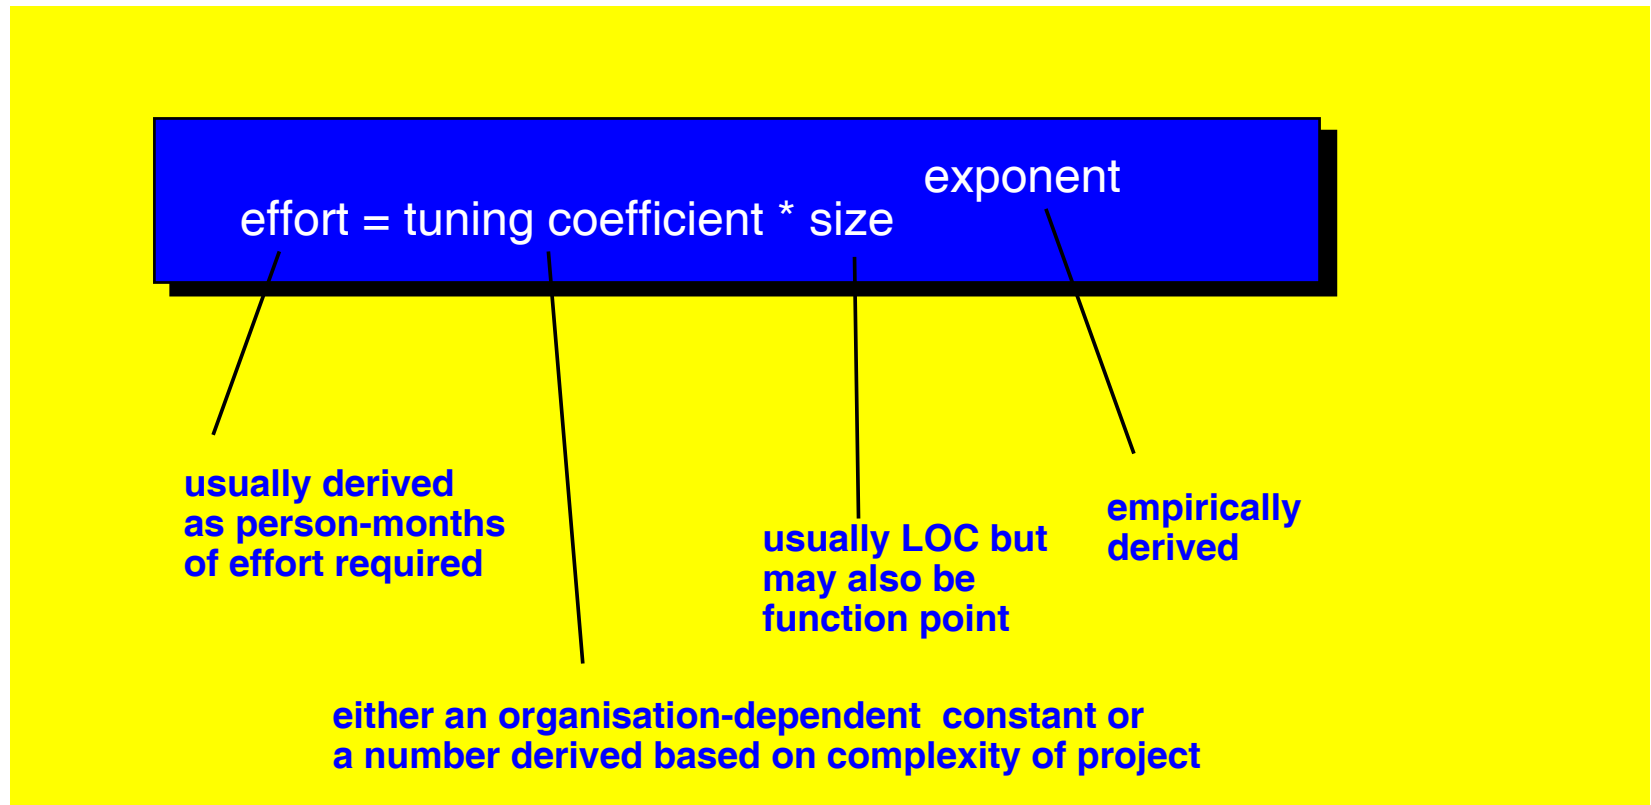 exponent
effort = tuning coefficient * size
usually derived
as person-months
of effort required
usually LOC but
may also be
function point
empirically
derived
either an organisation-dependent  constant or
a number derived based on complexity of project